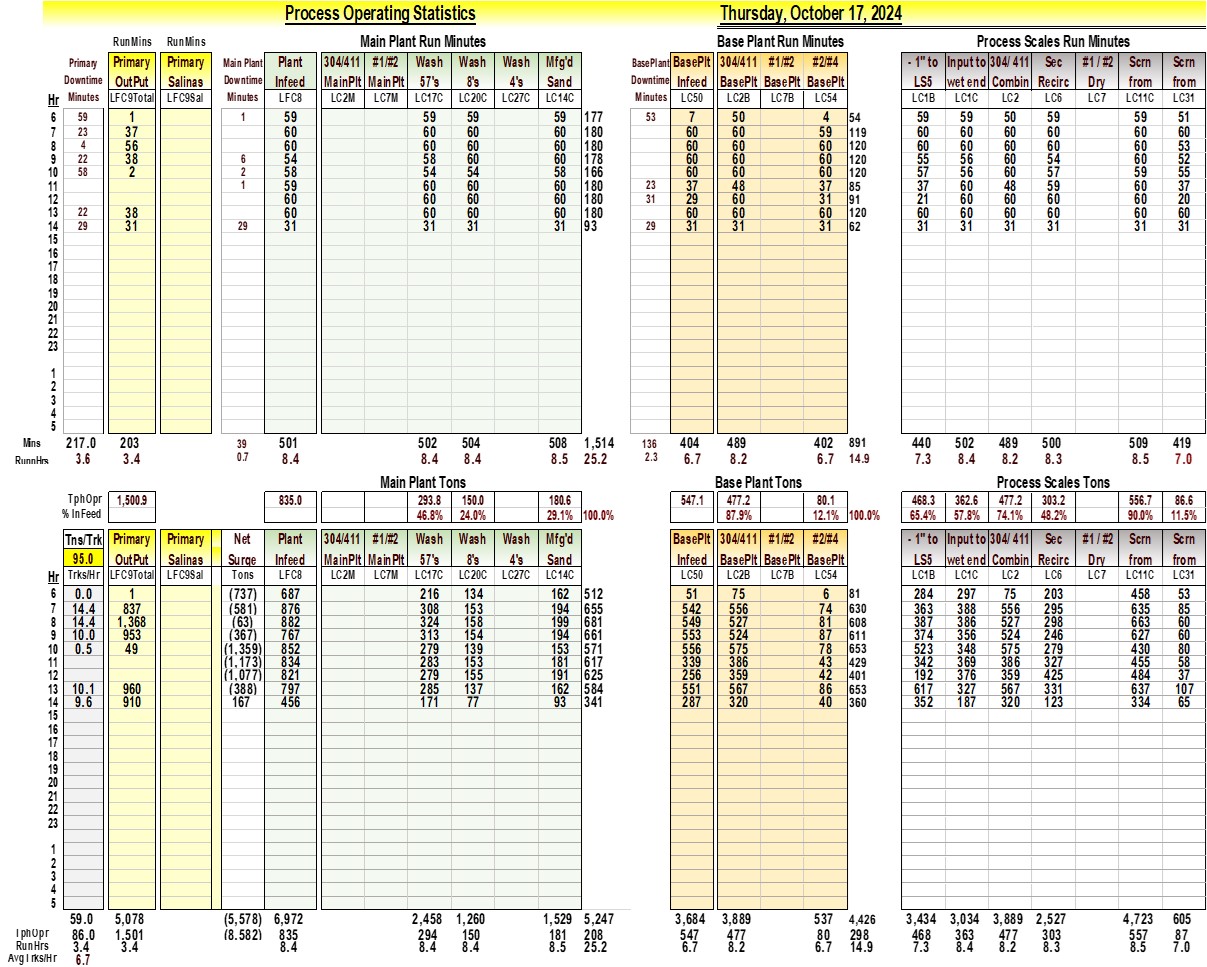 Process Operating Statistics Thursday, October 17, 2024
RunMins RunMins Main Plant Run Minutes Base Plant Run Minutes Process Scales Run Minutes
Primary Primary Primary Main Plant Plant 304/411 #1/#2 Wash Wash Wash Mfg'd BasePlant BasePlt 304/411 #1/#2 #2/#4 - 1" to Input to 304/ 411 Sec #1 / #2 Scrn Scrn
Downtime OutPut Salinas Downtime Infeed MainPlt MainPlt 57's 8's 4's Sand Downtime Infeed BasePlt BasePlt BasePlt LS5 wet end Combin Recirc Dry from from
Hr Minutes LFC9Total LFC9Sal Minutes LFC8 LC2M LC7M LC17C LC20C LC27C LC14C Minutes LC50 LC2B LC7B LC54 LC1B LC1C LC2 LC6 LC7 LC11C LC31
6 59 1 1 59 59 59 59 177 53 7 50 4 54 59 59 50 59 59 51
7 23 37 60 60 60 60 180 60 60 59 119 60 60 60 60 60 60
8 4 56 60 60 60 60 180 60 60 60 120 60 60 60 60 60 53
9 22 38 6 54 58 60 60 178 60 60 60 120 55 56 60 54 60 52
10 58 2 2 58 54 54 58 166 60 60 60 120 57 56 60 57 59 55
11 1 59 60 60 60 180 23 37 48 37 85 37 60 48 59 60 37
12 60 60 60 60 180 31 29 60 31 91 21 60 60 60 60 20
13 22 38 60 60 60 60 180 60 60 60 120 60 60 60 60 60 60
14 29 31 29 31 31 31 31 93 29 31 31 31 62 31 31 31 31 31 31
15
16
17
18
19
20
21
22
23
1
2
3
4
5
Mins 217.0 203 39 501 502 504 508 1,514 136 404 489 402 891 440 502 489 500 509 419
RunnHrs 3.6 3.4 0.7 8.4 8.4 8.4 8.5 25.2 2.3 6.7 8.2 6.7 14.9 7.3 8.4 8.2 8.3 8.5 7.0
Main Plant Tons Base Plant Tons Process Scales Tons
TphOpr 1,500.9 835.0 293.8 150.0 180.6 547.1 477.2 80.1 468.3 362.6 477.2 303.2 556.7 86.6
% InFeed 46.8% 24.0% 29.1% 100.0% 87.9% 12.1% 100.0% 65.4% 57.8% 74.1% 48.2% 90.0% 11.5%
Tns/Trk Primary Primary Net Plant 304/411 #1/#2 Wash Wash Wash Mfg'd BasePlt 304/411 #1/#2 #2/#4 - 1" to Input to 304/ 411 Sec #1 / #2 Scrn Scrn
95.0 OutPut Salinas Surge Infeed MainPlt MainPlt 57's 8's 4's Sand Infeed BasePlt BasePlt BasePlt LS5 wet end Combin Recirc Dry from from
Hr Trks/Hr LFC9Total LFC9Sal Tons LFC8 LC2M LC7M LC17C LC20C LC27C LC14C LC50 LC2B LC7B LC54 LC1B LC1C LC2 LC6 LC7 LC11C LC31
6 0.0 1 (737) 687 216 134 162 512 51 75 6 81 284 297 75 203 458 53
7 14.4 837 (581) 876 308 153 194 655 542 556 74 630 363 388 556 295 635 85
8 14.4 1,368 (63) 882 324 158 199 681 549 527 81 608 387 386 527 298 663 60
9 10.0 953 (367) 767 313 154 194 661 553 524 87 611 374 356 524 246 627 60
10 0.5 49 (1,359) 852 279 139 153 571 556 575 78 653 523 348 575 279 430 80
11 (1,173) 834 283 153 181 617 339 386 43 429 342 369 386 327 455 58
12 (1,077) 821 279 155 191 625 256 359 42 401 192 376 359 425 484 37
13 10.1 960 (388) 797 285 137 162 584 551 567 86 653 617 327 567 331 637 107
14 9.6 910 167 456 171 77 93 341 287 320 40 360 352 187 320 123 334 65
15
16
17
18
19
20
21
22
23
1
2
3
4
5
59.0 5,078 (5,578) 6,972 2,458 1,260 1,529 5,247 3,684 3,889 537 4,426 3,434 3,034 3,889 2,527 4,723 605
TphOpr 86.0 1,501 (8,582) 835 294 150 181 208 547 477 80 298 468 363 477 303 557 87
RunHrs 3.4 3.4 8.4 8.4 8.4 8.5 25.2 6.7 8.2 6.7 14.9 7.3 8.4 8.2 8.3 8.5 7.0
AvgTrks/Hr 6.7